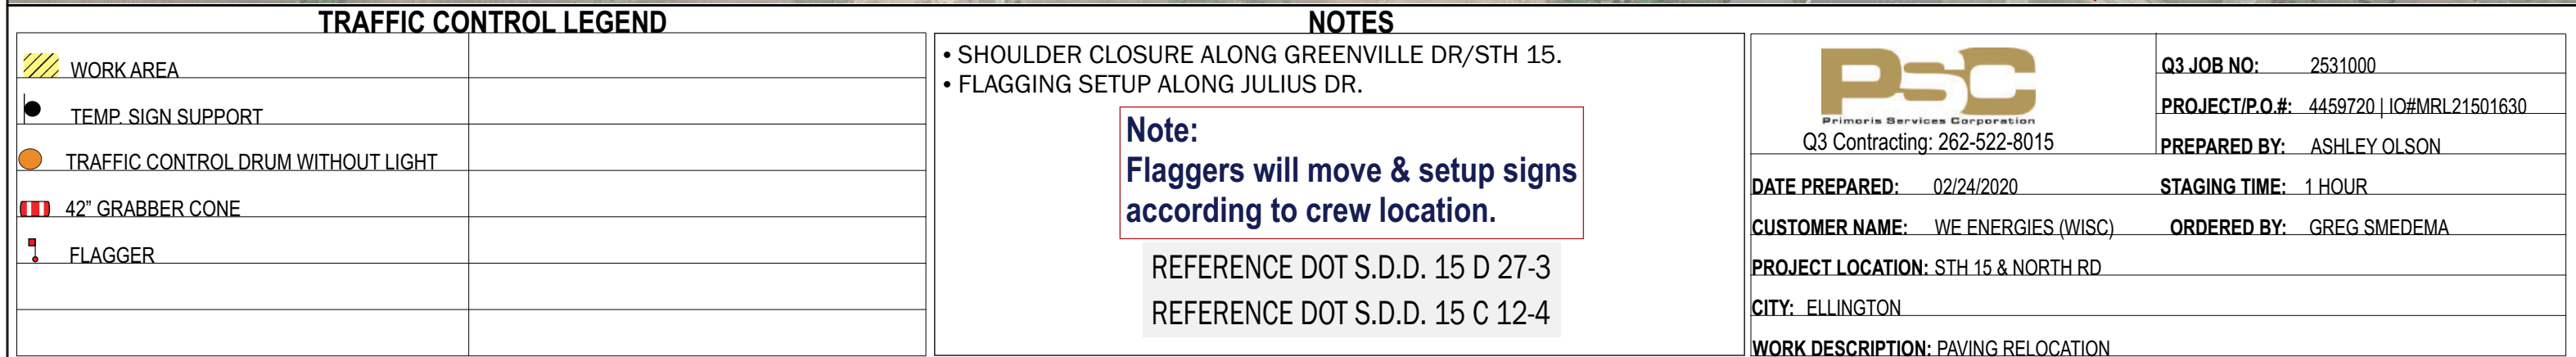 TRAFFIC CONTROL LEGEND
WORK AREA
TEMP. SIGN SUPPORT
TRAFFIC CONTROL DRUM WITHOUT LIGHT
42” GRABBER CONE
FLAGGER
NOTES
• SHOULDER CLOSURE ALONG GREENVILLE DR/STH 15.
• FLAGGING SETUP ALONG JULIUS DR.
Note:
Flaggers will move & setup signs
according to crew location.
REFERENCE DOT S.D.D. 15 D 27-3
REFERENCE DOT S.D.D. 15 C 12-4
PSC
Primoris Services Corporation
Q3 Contracting: 262-522-8015
Q3 JOB NO: 2531000
PROJECT/P.O.#: 4459720 | IO#MRL21501630
PREPARED BY: ASHLEY OLSON
DATE PREPARED: 02/24/2020 STAGING TIME: 1 HOUR
CUSTOMER NAME: WE ENERGIES (WISC) ORDERED BY: GREG SMEDEMA
PROJECT LOCATION: STH 15 & NORTH RD
CITY: ELLINGTON
WORK DESCRIPTION: PAVING RELOCATION